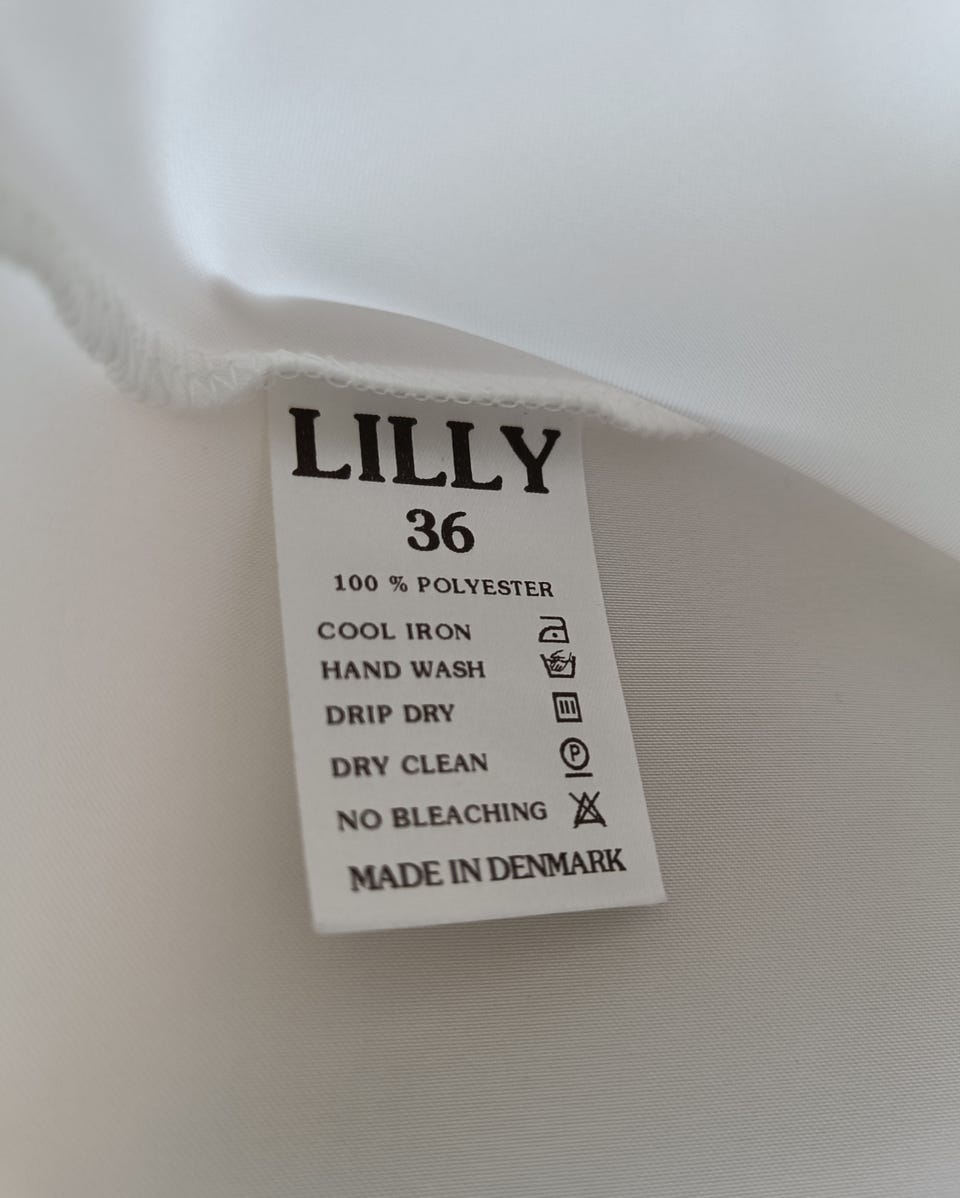 LILLY
36
100 % POLYESTER
COOL IRON
HAND WASH
DRIP DRY
DRY CLEAN P
NO BLEACHING
MADE IN DENMARK